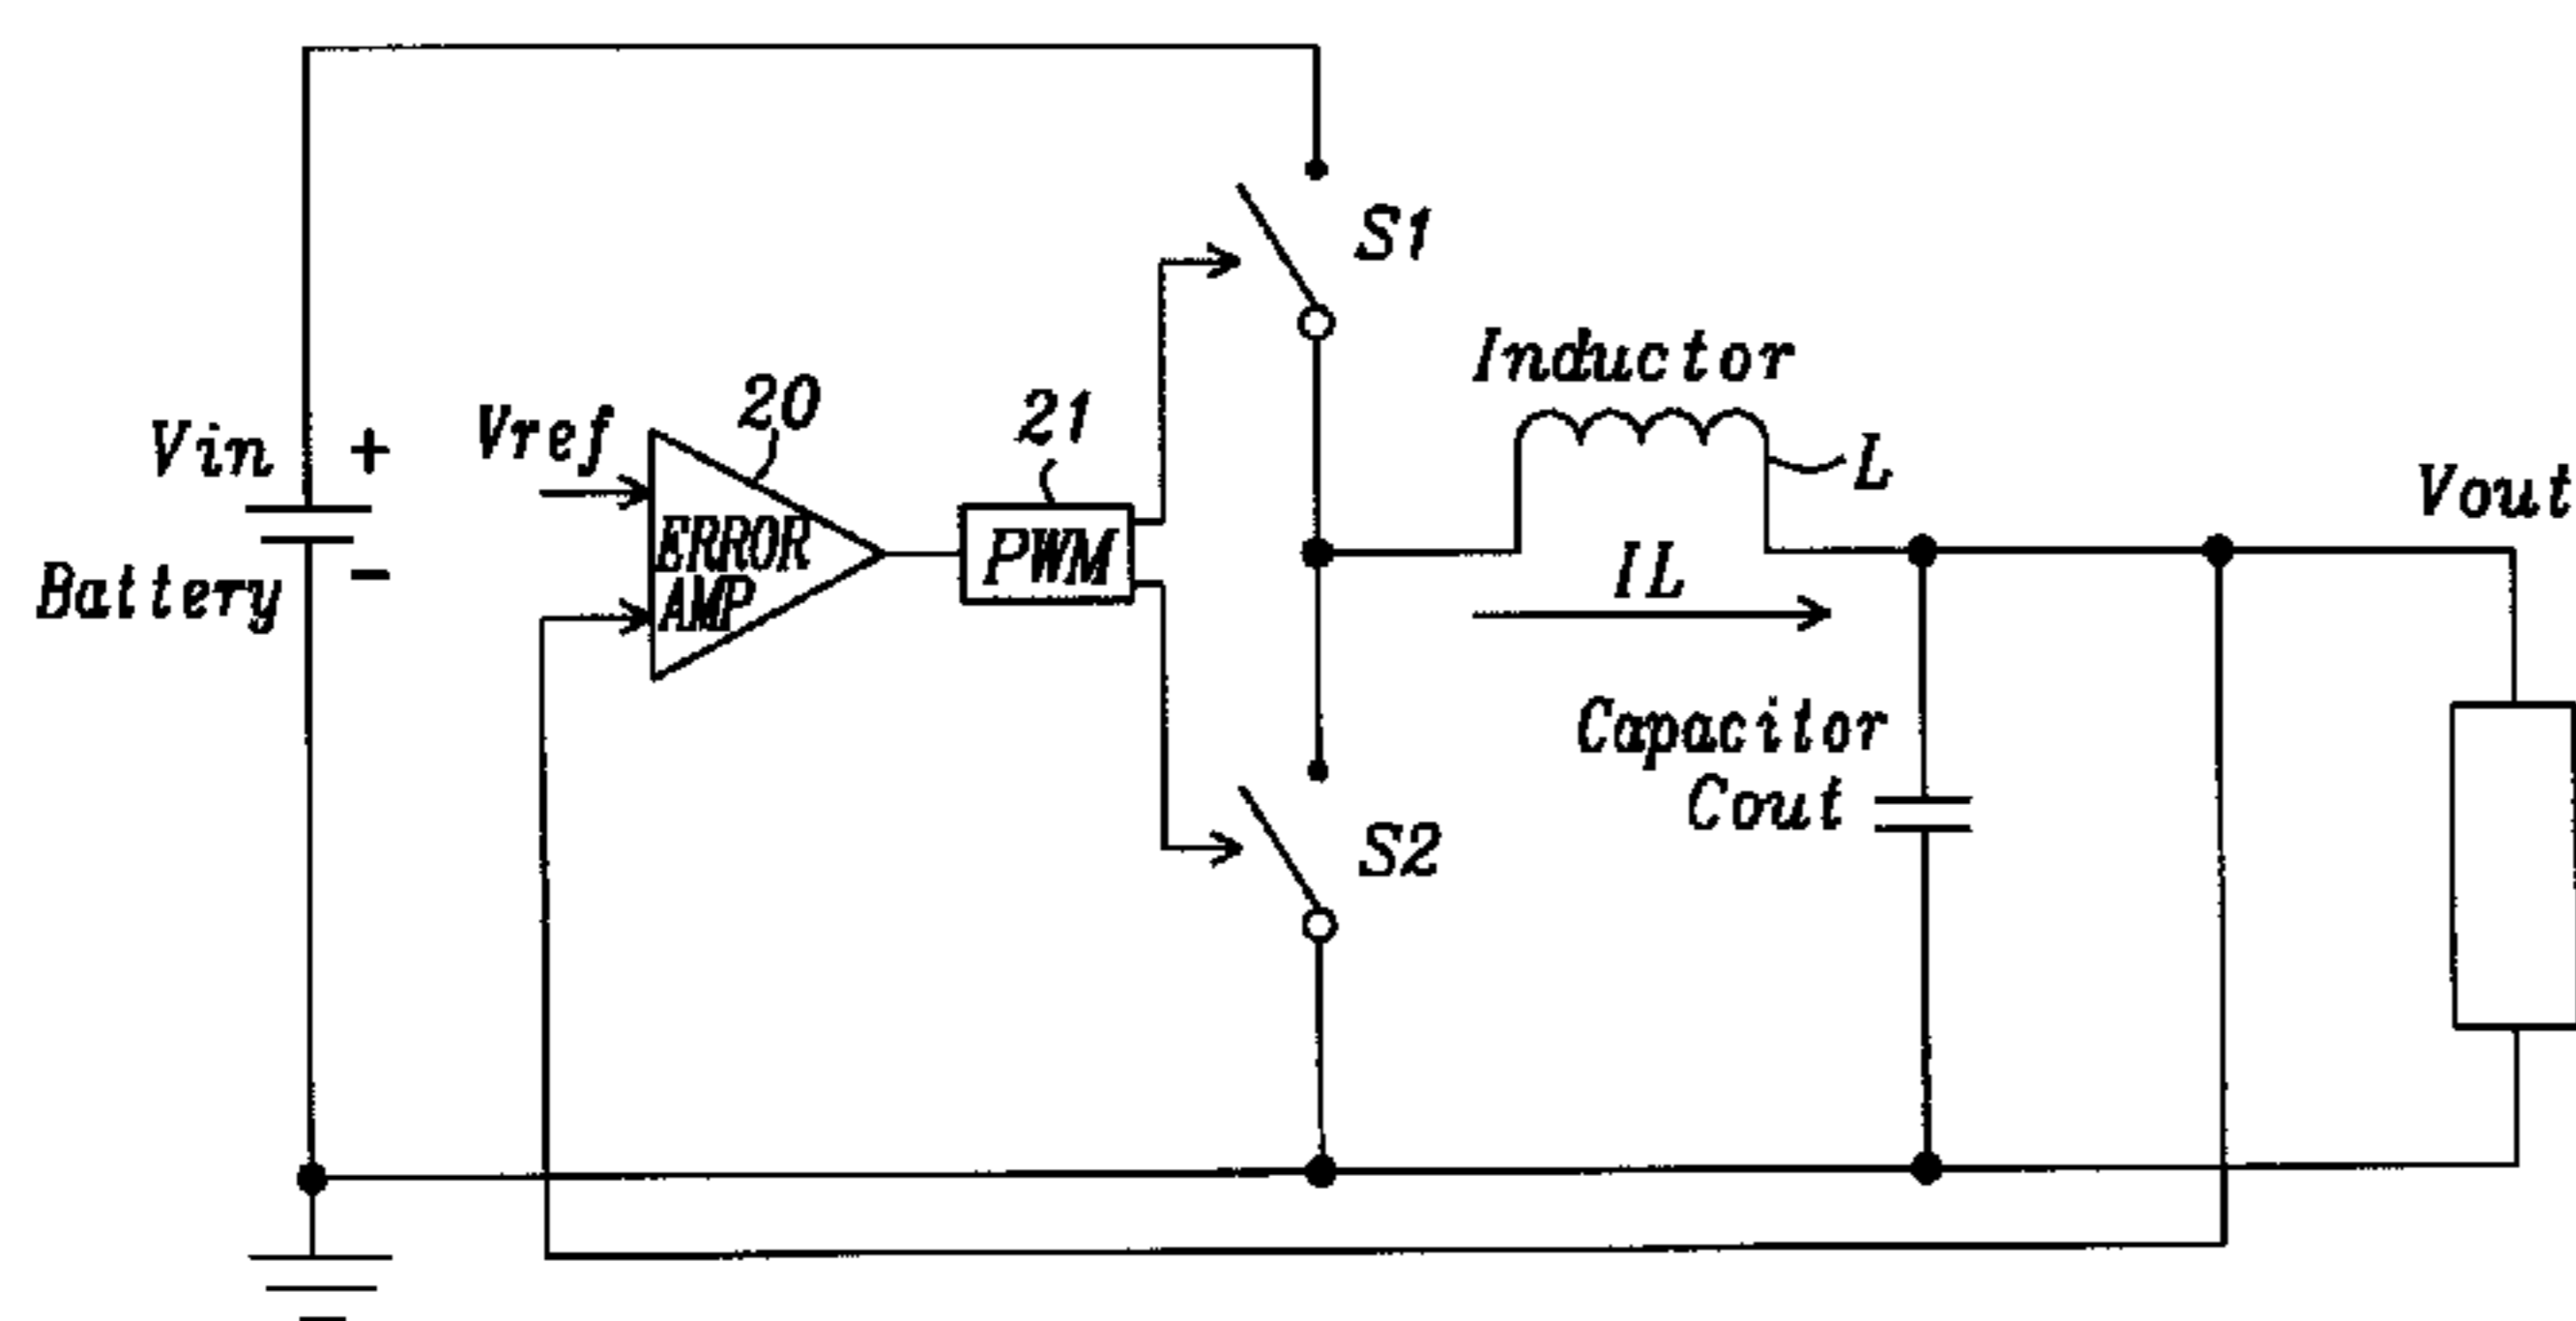 S1
Inductor
20
21
Vin +
Vref
L
Vout
ERROR
AMP
PWM
IL
Battery -
Capacitor
Cout
S2